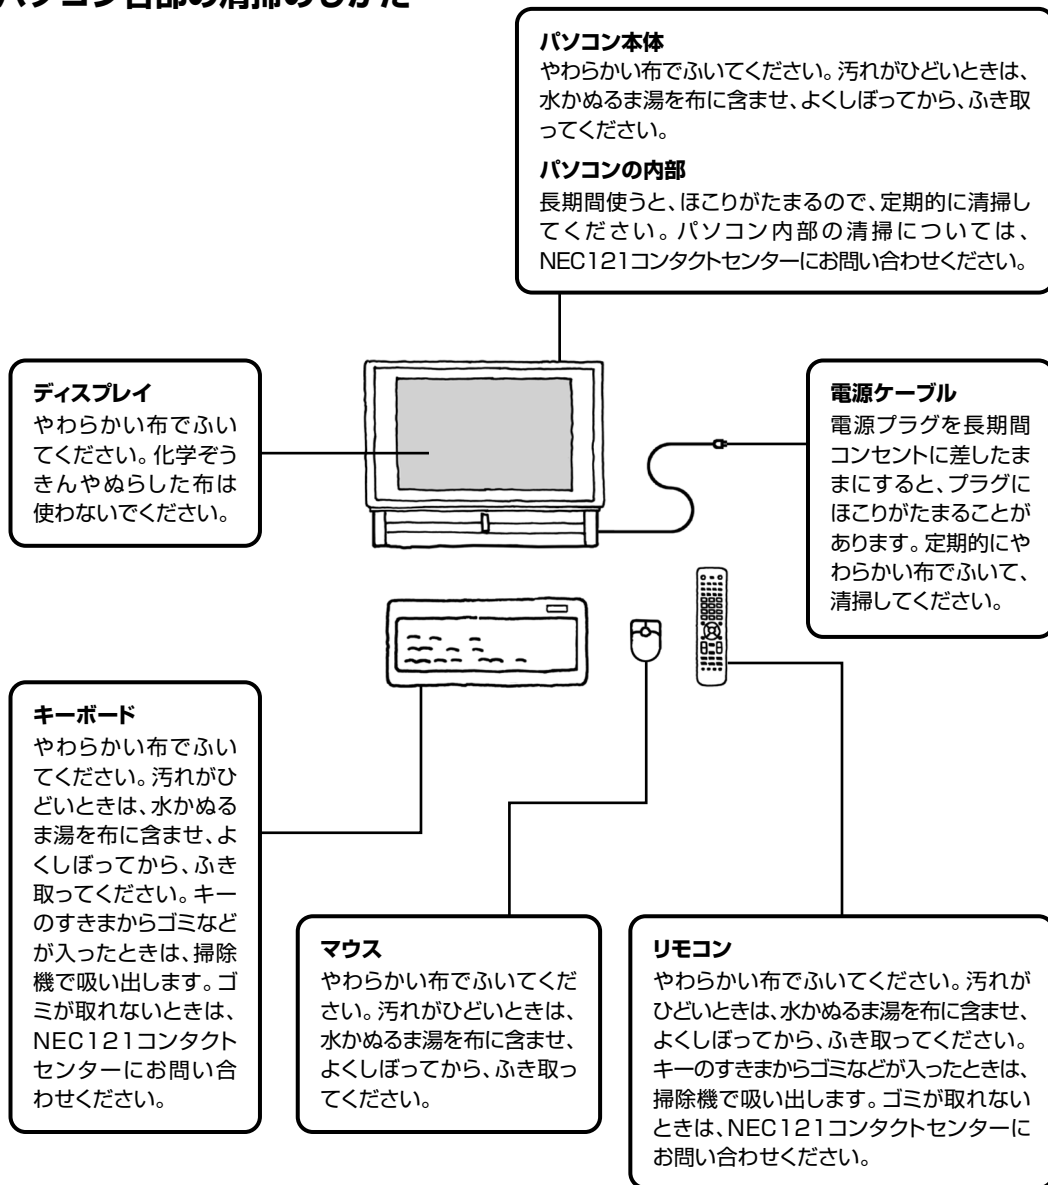 パソコン各部の清掃のしかた
パソコン本体
やわらかい布でふいてください。汚れがひどいときは、
水かぬるま湯を布に含ませ、よくしぼってから、ふき取
ってください。
パソコンの内部
長期間使うと、ほこりがたまるので、定期的に清掃し
てください。パソコン内部の清掃については、
NEC121コンタクトセンターにお問い合わせください。
ディスプレイ
やわらかい布でふい
てください。化学ぞう
きんやぬらした布は
使わないでください。
電源ケーブル
電源プラグを長期間
コンセントに差したま
まにすると、プラグに
ほこりがたまることが
あります。定期的にや
わらかい布でふいて、
清掃してください。
キーボード
やわらかい布でふい
てください。汚れがひ
どいときは、水かぬる
ま湯を布に含ませ、よ
くしぼってから、ふき
取ってください。キー
のすきまからゴミなど
が入ったときは、掃除
機で吸い出します。ゴ
ミが取れないときは、
NEC121コンタクト
センターにお問い合
わせください。
マウス
やわらかい布でふいてくだ
さい。汚れがひどいときは、
水かぬるま湯を布に含ませ、
よくしぼってから、ふき取っ
てください。
リモコン
やわらかい布でふいてください。汚れが
ひどいときは、水かぬるま湯を布に含ませ、
よくしぼってから、ふき取ってください。
キーのすきまからゴミなどが入ったときは、
掃除機で吸い出します。ゴミが取れない
ときは、NEC121コンタクトセンターに
お問い合わせください。